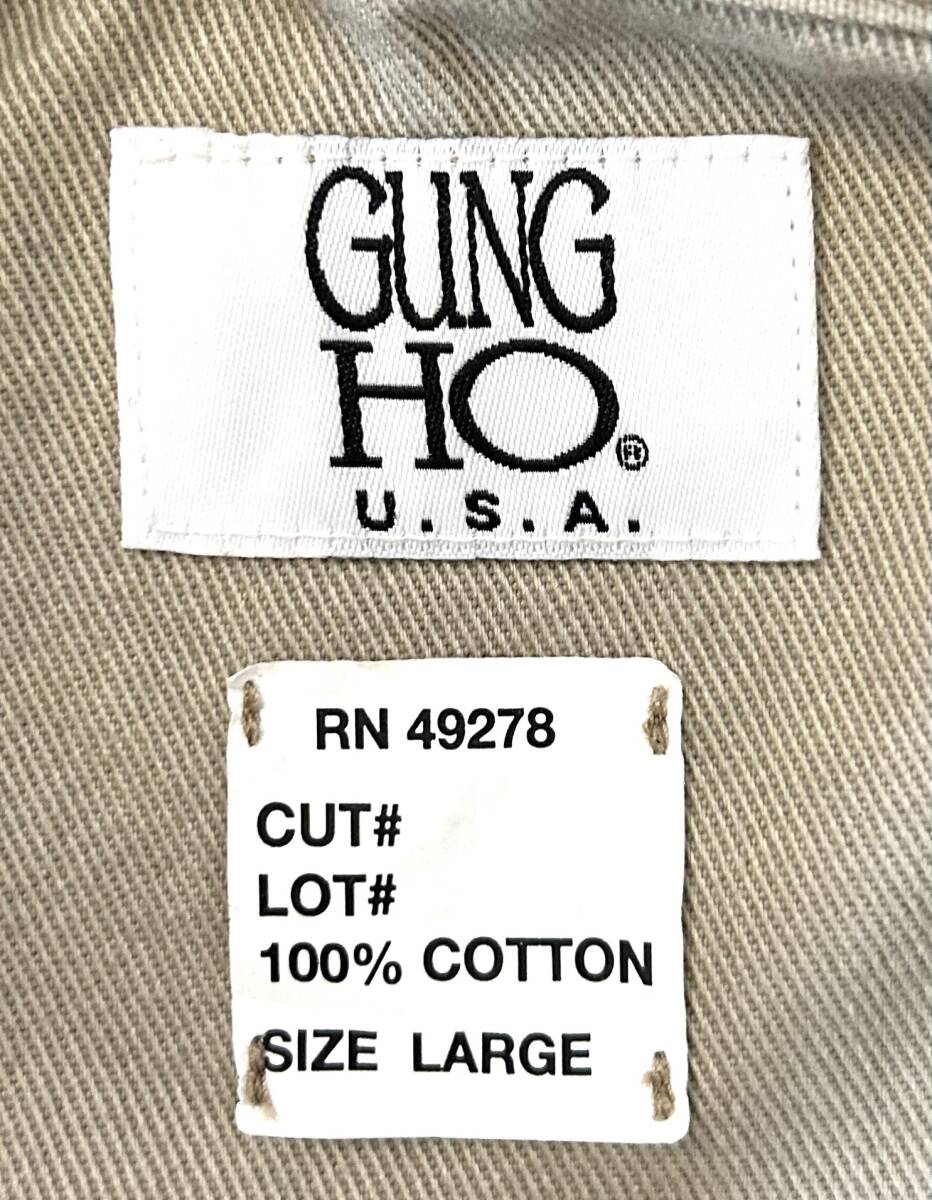 GUNG
HO®
U.S.A.
RN 49278
CUT#
LOT#
100% COTTON
SIZE LARGE